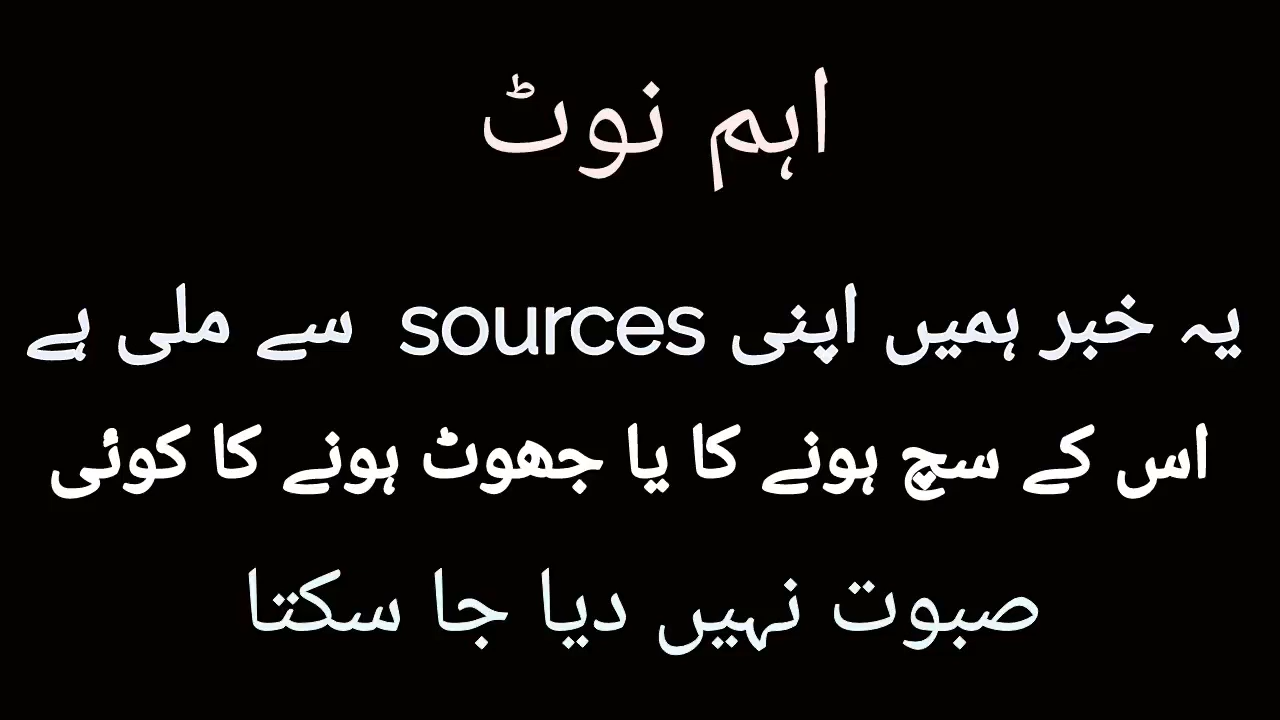 اہم نوٹ
یہ خبر ہمیں اپنی sources سے ملی ہے
اس کے سچ ہونے کا یا جھوٹ ہونے کا کوئی
صبوت نہیں دیا جا سکتا